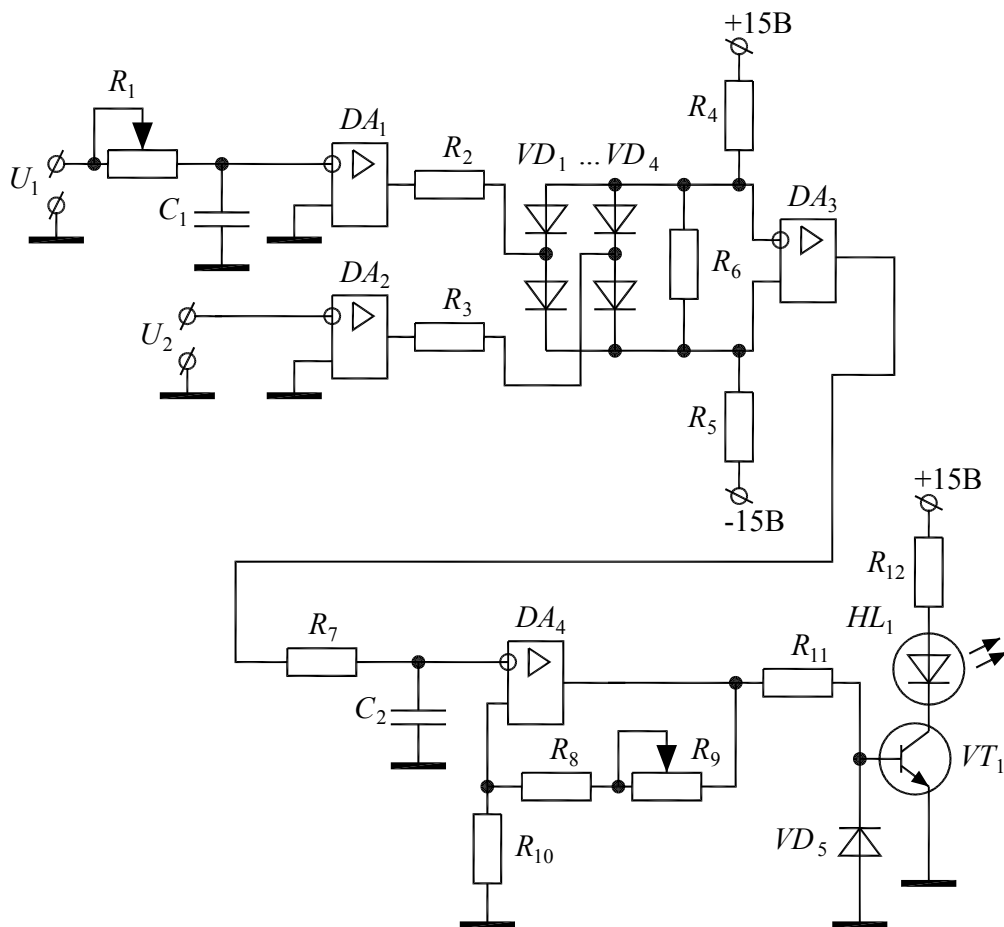 +15В
R₁
DA₁
R₂
VD₁ ...VD₄
R₄
DA₃
U₁
C₁
R₆
DA₂
R₃
U₂
R₅
-15В
+15В
R₁₂
HL₁
R₇
DA₄
R₁₁
C₂
R₈
R₉
VT₁
R₁₀
VD₅